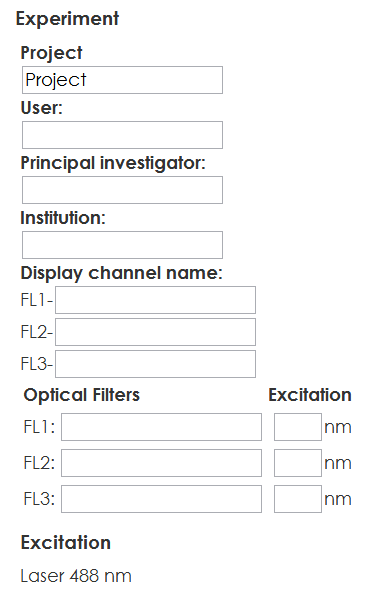 Experiment
Project
Project
User:
Principal investigator:
Institution:
Display channel name:
FL1-
FL2-
FL3-
Optical Filters Excitation
FL1: nm
FL2: nm
FL3: nm
Excitation
Laser 488 nm